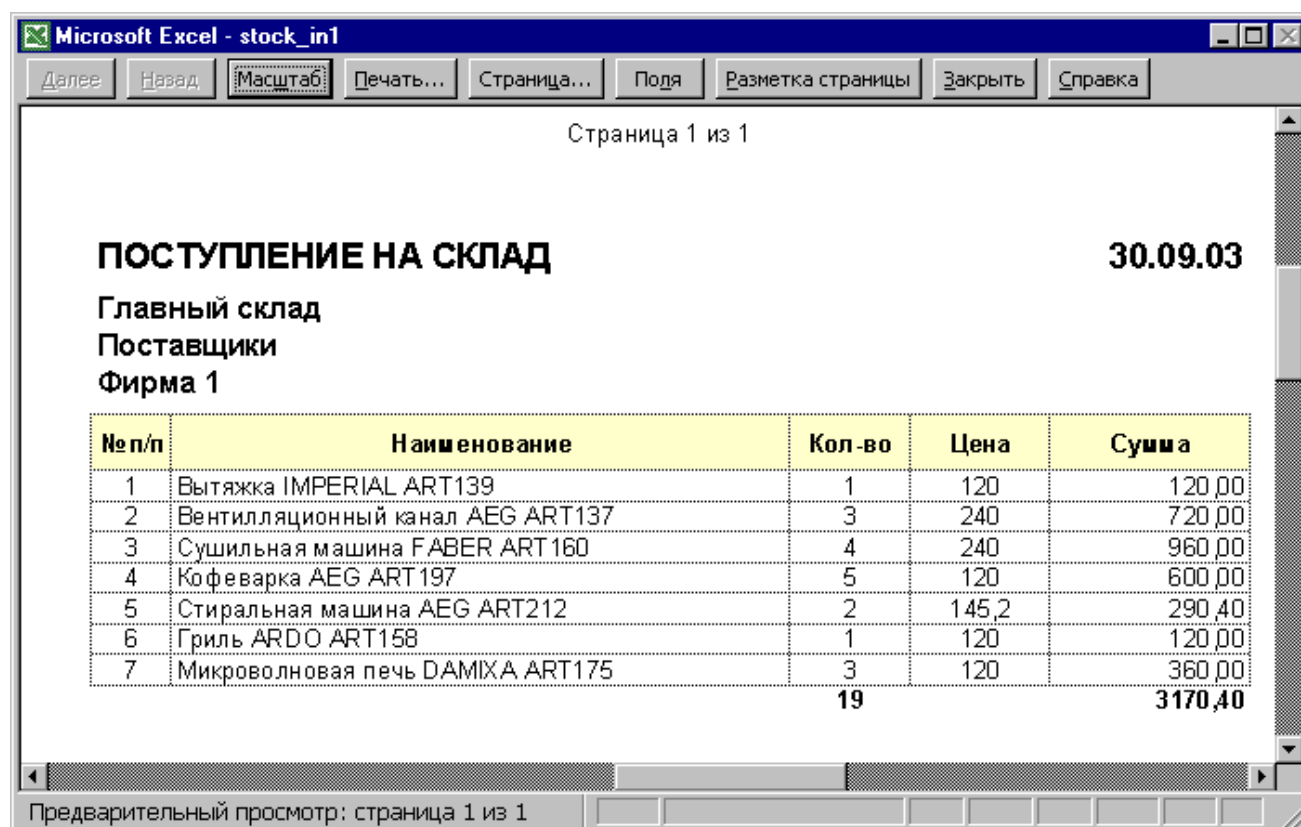 Microsoft Excel - stock_in1
Далее Назад Масштаб Печать... Страница... Поля Разметка страницы Закрыть Справка
Страница 1 из 1
ПОСТУПЛЕНИЕ НА СКЛАД 30.09.03
Главный склад
Поставщики
Фирма 1
№ п/п Наименование Кол-во Цена Сумма
1 Вытяжка IMPERIAL ART139 1 120 120,00
2 Вентилляционный канал AEG ART137 3 240 720,00
3 Сушильная машина FABER ART160 4 240 960,00
4 Кофеварка AEG ART197 5 120 600,00
5 Стиральная машина AEG ART212 2 145,2 290,40
6 Гриль ARDO ART158 1 120 120,00
7 Микроволновая печь DAMIXA ART175 3 120 360,00
19 3170,40
Предварительный просмотр: страница 1 из 1